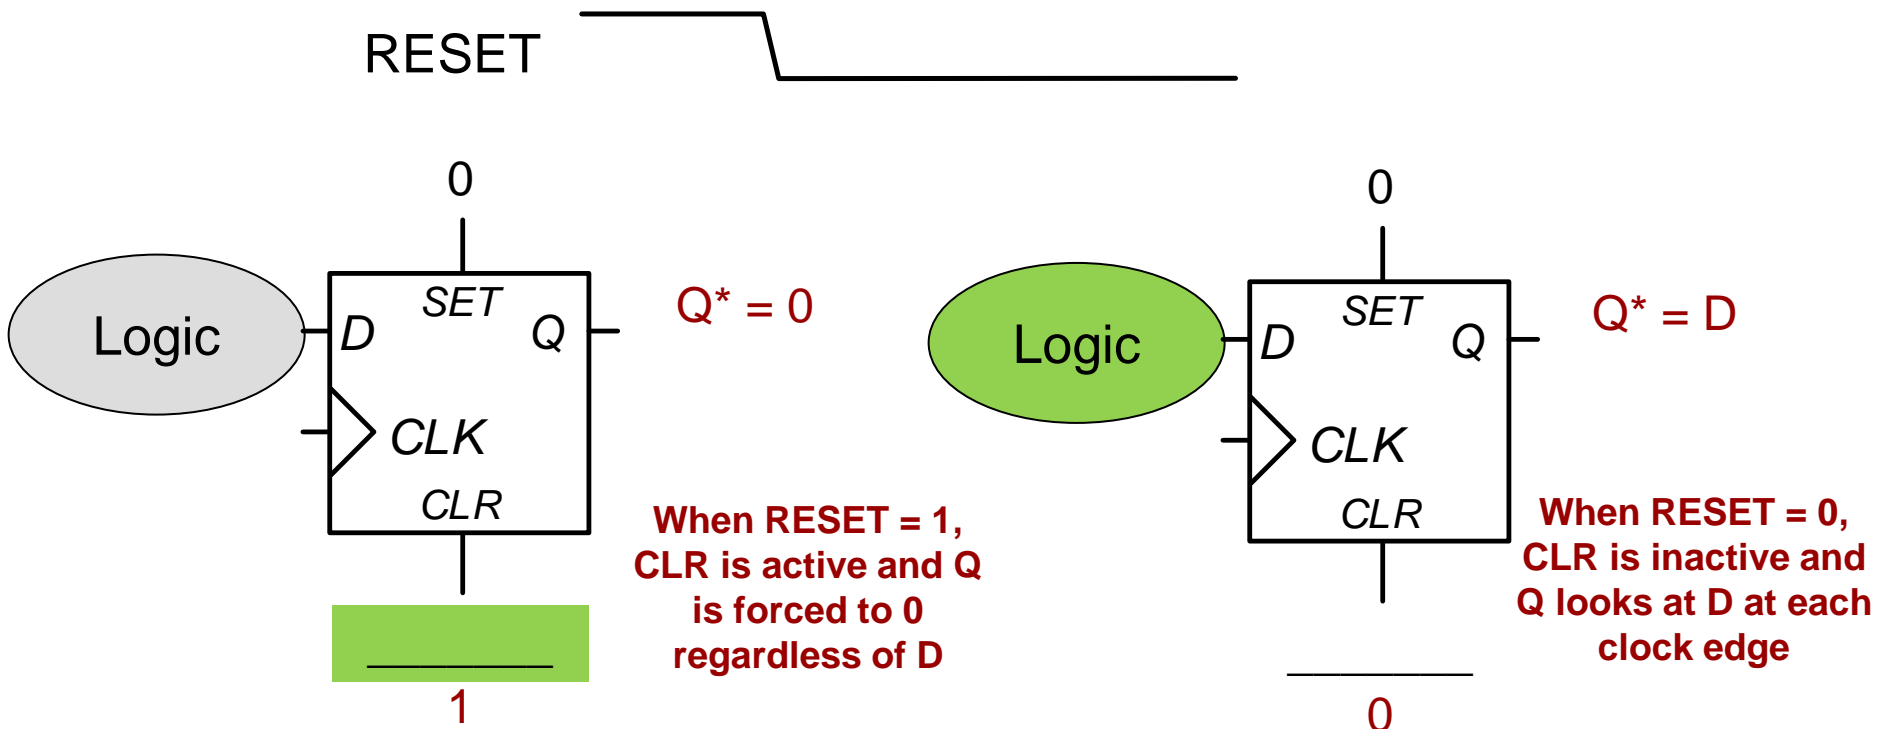 RESET
0
SET
Logic
D
Q
CLK
CLR
Q* = 0
When RESET = 1,
CLR is active and Q
is forced to 0
regardless of D
_______
1
0
SET
Logic
D
Q
CLK
CLR
Q* = D
When RESET = 0,
CLR is inactive and
Q looks at D at each
clock edge
_______
0